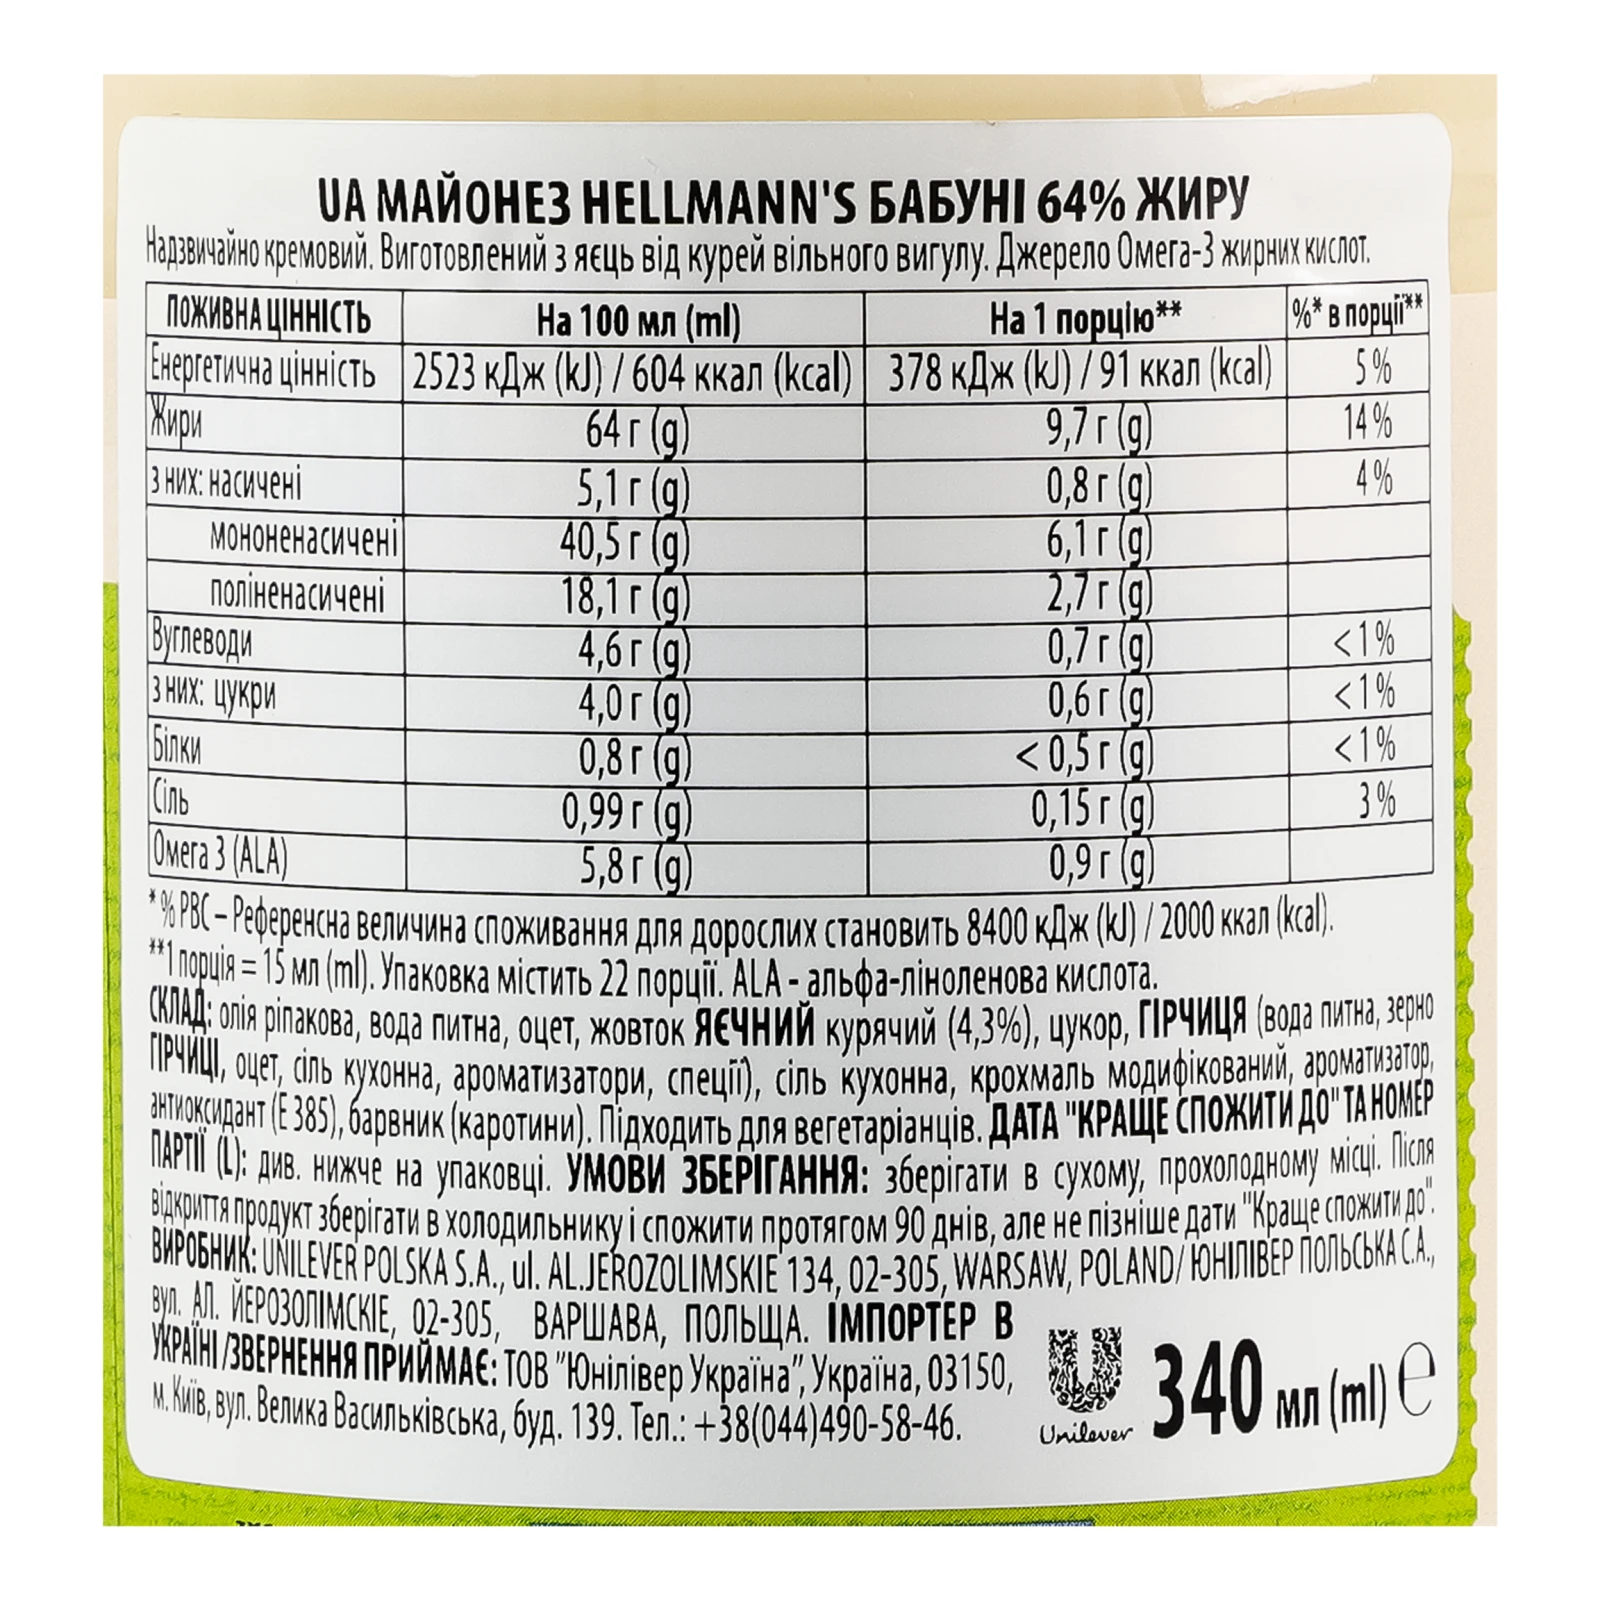 UA МАЙОНЕЗ HELLMANN'S БАБУНІ 64% ЖИРУ
Надзвичайно кремовий. Виготовлений з яєць від курей вільного вигулу. Джерело Омега-3 жирних кислот.
ПОЖИВНА ЦІННІСТЬ На 100 мл (ml) На 1 порцію** %* в порції**
Енергетична цінність 2523 кДж (kJ) / 604 ккал (kcal) 378 кДж (kJ) / 91 ккал (kcal) 5%
Жири 64 г (g) 9,7 г (g) 14%
з них: насичені 5,1 г (g) 0,8 г (g) 4%
мононенасичені 40,5 г (g) 6,1 г (g)
поліненасичені 18,1 г (g) 2,7 г (g)
Вуглеводи 4,6 г (g) 0,7 г (g) <1%
з них: цукри 4,0 г (g) 0,6 г (g) <1%
Білки 0,8 г (g) < 0,5 г (g) <1%
Сіль 0,99 г (g) 0,15 г (g) 3%
Омега 3 (ALA) 5,8 г (g) 0,9 г (g)
* % РВС – Референсна величина споживання для дорослих становить 8400 кДж (kJ) / 2000 ккал (kcal).
**1 порція = 15 мл (ml). Упаковка містить 22 порції. ALA - альфа-ліноленова кислота.
СКЛАД: олія ріпакова, вода питна, оцет, жовток ЯЄЧНИЙ курячий (4,3%), цукор, ГІРЧИЦЯ (вода питна, зерно
ГІРЧИЦІ, оцет, сіль кухонна, ароматизатори, спеції), сіль кухонна, крохмаль модифікований, ароматизатор,
антиоксидант (Е 385), барвник (каротини). Підходить для вегетаріанців. ДАТА "КРАЩЕ СПОЖИТИ ДО" ТА НОМЕР
ПАРТІЇ (L): див. нижче на упаковці. УМОВИ ЗБЕРІГАННЯ: зберігати в сухому, прохолодному місці. Після
відкриття продукт зберігати в холодильнику і спожити протягом 90 днів, але не пізніше дати "Краще спожити до".
ВИРОБНИК: UNILEVER POLSKA S.A., ul. AL.JEROZOLIMSKIE 134, 02-305, WARSAW, POLAND/ ЮНІЛІВЕР ПОЛЬСЬКА С.А.,
вул. АЛ. ЙЕРОЗОЛІМСКІЕ, 02-305, ВАРШАВА, ПОЛЬЩА. ІМПОРТЕР В
УКРАЇНІ /ЗВЕРНЕННЯ ПРИЙМАЄ: ТОВ "Юнілівер Україна", Україна, 03150,
м. Київ, вул. Велика Васильківська, буд. 139. Тел.: +38(044)490-58-46.
Unilever
340 мл (ml) ℮